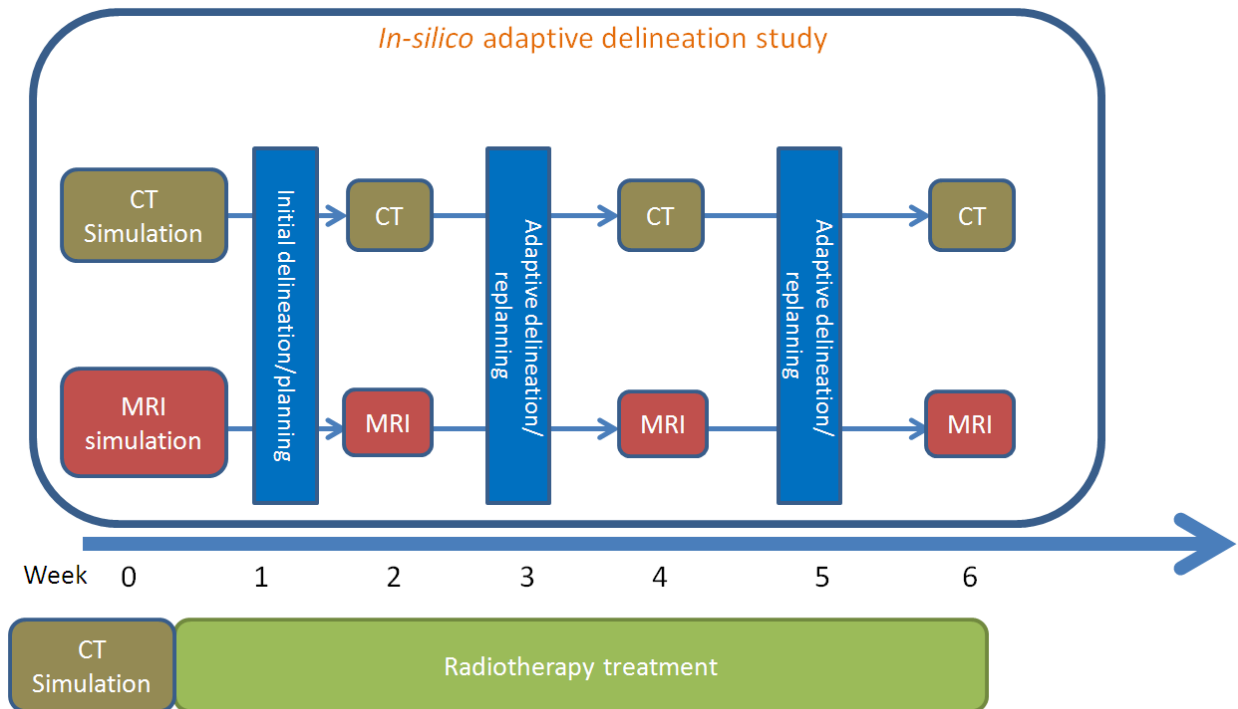 In-silico adaptive delineation study
CT
Simulation
Initial delineation/planning
CT
Adaptive delineation/
replanning
CT
Adaptive delineation/
replanning
CT
MRI
simulation
MRI
MRI
MRI
Week 0 1 2 3 4 5 6
CT
Simulation
Radiotherapy treatment